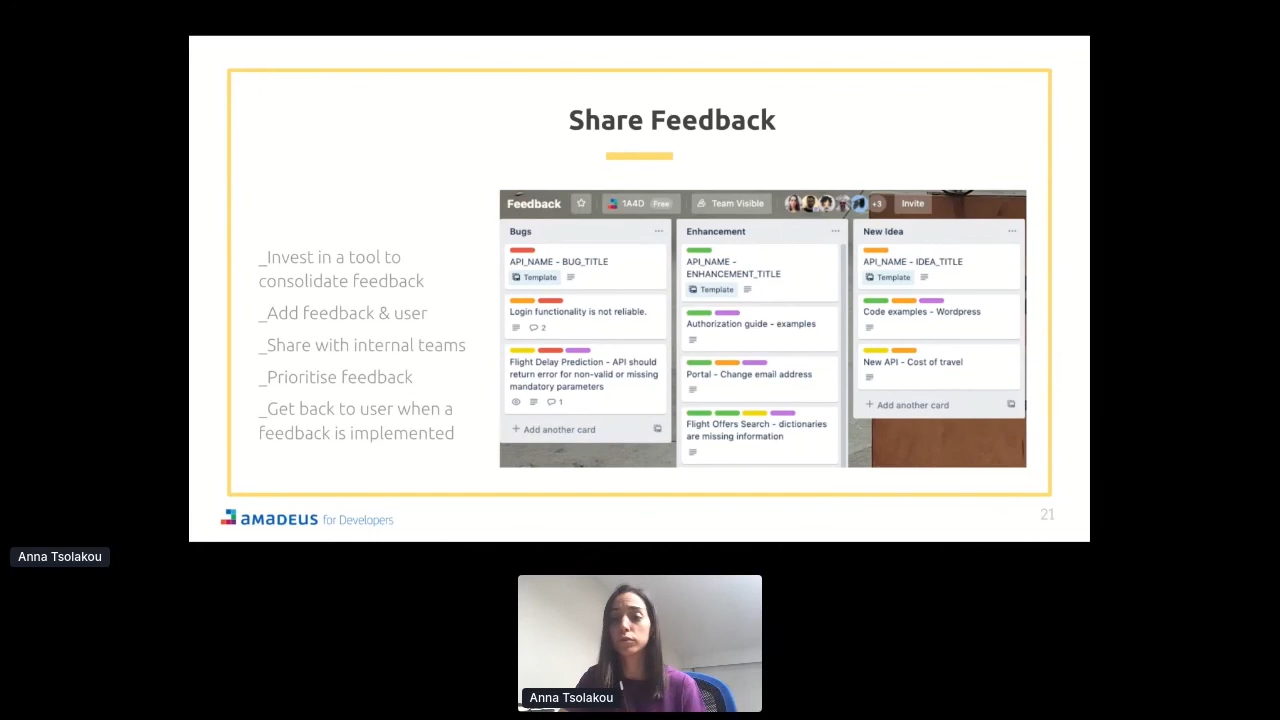 Share Feedback
_Invest in a tool to
consolidate feedback
_Add feedback & user
_Share with internal teams
_Prioritise feedback
_Get back to user when a
feedback is implemented
Feedback
1A4D Free
Team Visible
+3
Invite
Bugs
API_NAME - BUG_TITLE
Template
Login functionality is not reliable.
2
Flight Delay Prediction - API should
return error for non-valid or missing
mandatory parameters
1
+ Add another card
Enhancement
API_NAME -
ENHANCEMENT_TITLE
Template
Authorization guide - examples
Portal - Change email address
Flight Offers Search - dictionaries
are missing information
New Idea
API_NAME - IDEA_TITLE
Template
Code examples - Wordpress
New API - Cost of travel
+ Add another card
amadeus for Developers
21
Anna Tsolakou
Anna Tsolakou